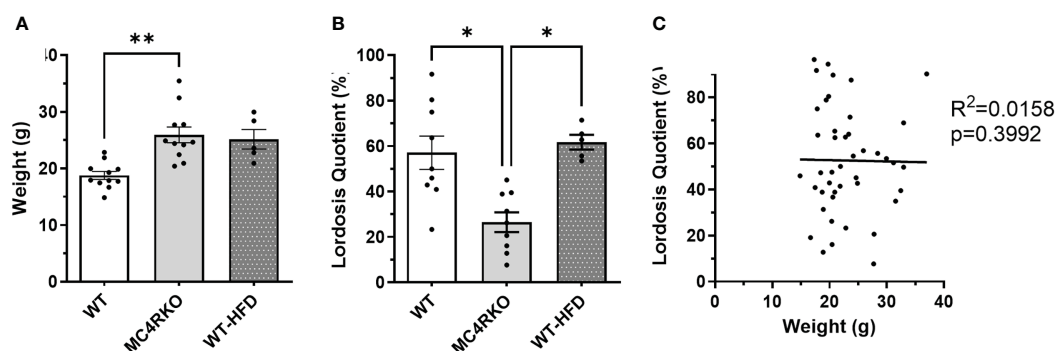 A
B
C
**
Weight (g)
l0
30
20
10
0
WT
MC4RKO
WT-HFD
*
*
Lordosis Quotient (%)
100
80
60
40
20
0
WT
MC4RKO
WT-HFD
Lordosis Quotient (%)
80
60
40
20
0
0
10
20
30
40
Weight (g)
R²=0.0158
p=0.3992